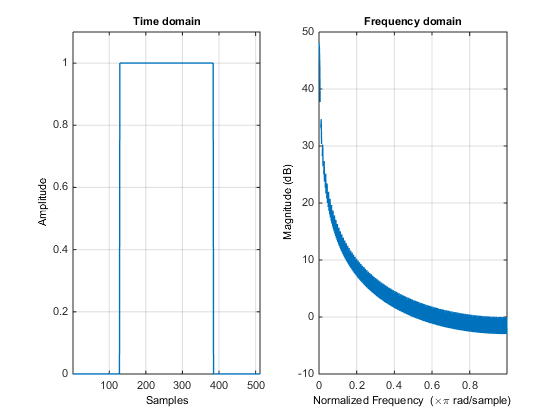 Time domain
Amplitude
1
0.8
0.6
0.4
0.2
0
100 200 300 400 500
Samples
Frequency domain
Magnitude (dB)
50
40
30
20
10
0
-10
0 0.2 0.4 0.6 0.8
Normalized Frequency (×π rad/sample)